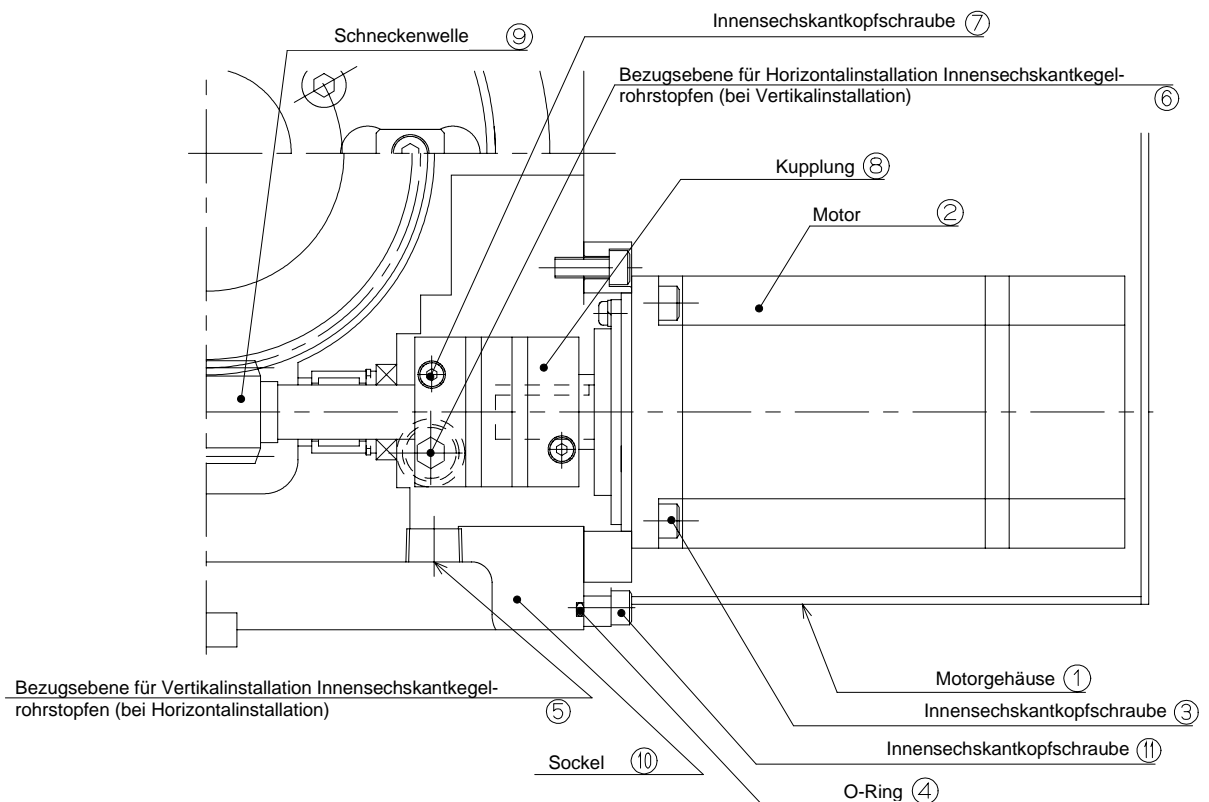 Innensechskantkopfschraube ⑦
Schneckenwelle ⑨
Bezugsebene für Horizontalinstallation Innensechskantkegel-
rohrstopfen (bei Vertikalinstallation)
⑥
Kupplung ⑧
Motor ②
Bezugsebene für Vertikalinstallation Innensechskantkegel-
rohrstopfen (bei Horizontalinstallation)
⑤
Motorgehäuse ①
Innensechskantkopfschraube ③
Innensechskantkopfschraube ⑪
Sockel ⑩
O-Ring ④